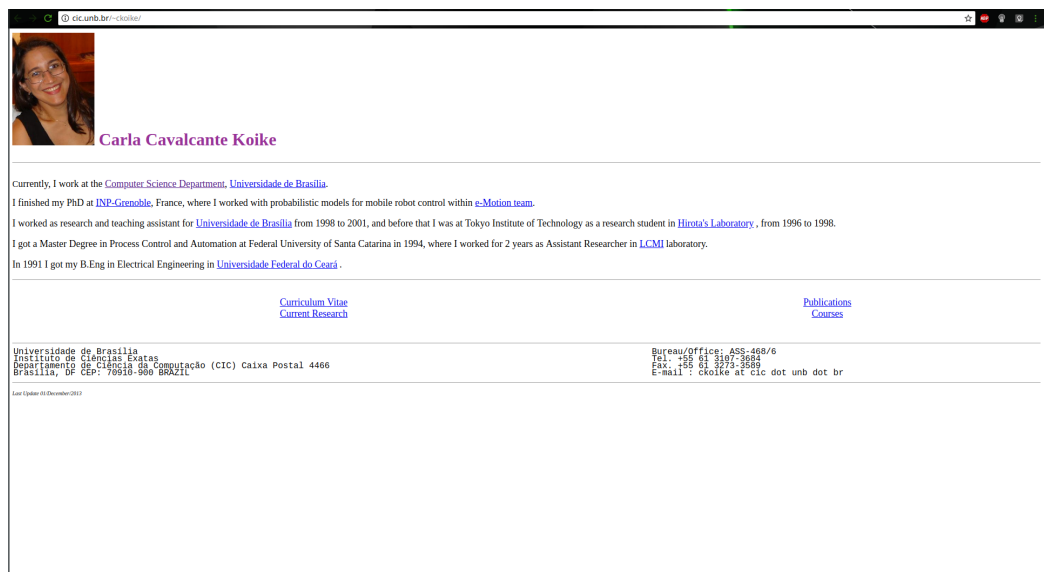 cic.unb.br/~ckoike/
ABP
Carla Cavalcante Koike
Currently, I work at the Computer Science Department, Universidade de Brasília.
I finished my PhD at INP-Grenoble, France, where I worked with probabilistic models for mobile robot control within e-Motion team.
I worked as research and teaching assistant for Universidade de Brasília from 1998 to 2001, and before that I was at Tokyo Institute of Technology as a research student in Hirota's Laboratory , from 1996 to 1998.
I got a Master Degree in Process Control and Automation at Federal University of Santa Catarina in 1994, where I worked for 2 years as Assistant Researcher in LCMI laboratory.
In 1991 I got my B.Eng in Electrical Engineering in Universidade Federal do Ceará .
Curriculum Vitae
Current Research
Publications
Courses
Universidade de Brasília
Instituto de Ciências Exatas
Departamento de Ciência da Computação (CIC) Caixa Postal 4466
Brasília, DF CEP: 70910-900 BRAZIL
Bureau/Office: ASS-468/6
Tel. +55 61 3107-3684
Fax. +55 61 3273-3589
E-mail : ckoike at cic dot unb dot br
Last Update 01/December/2013